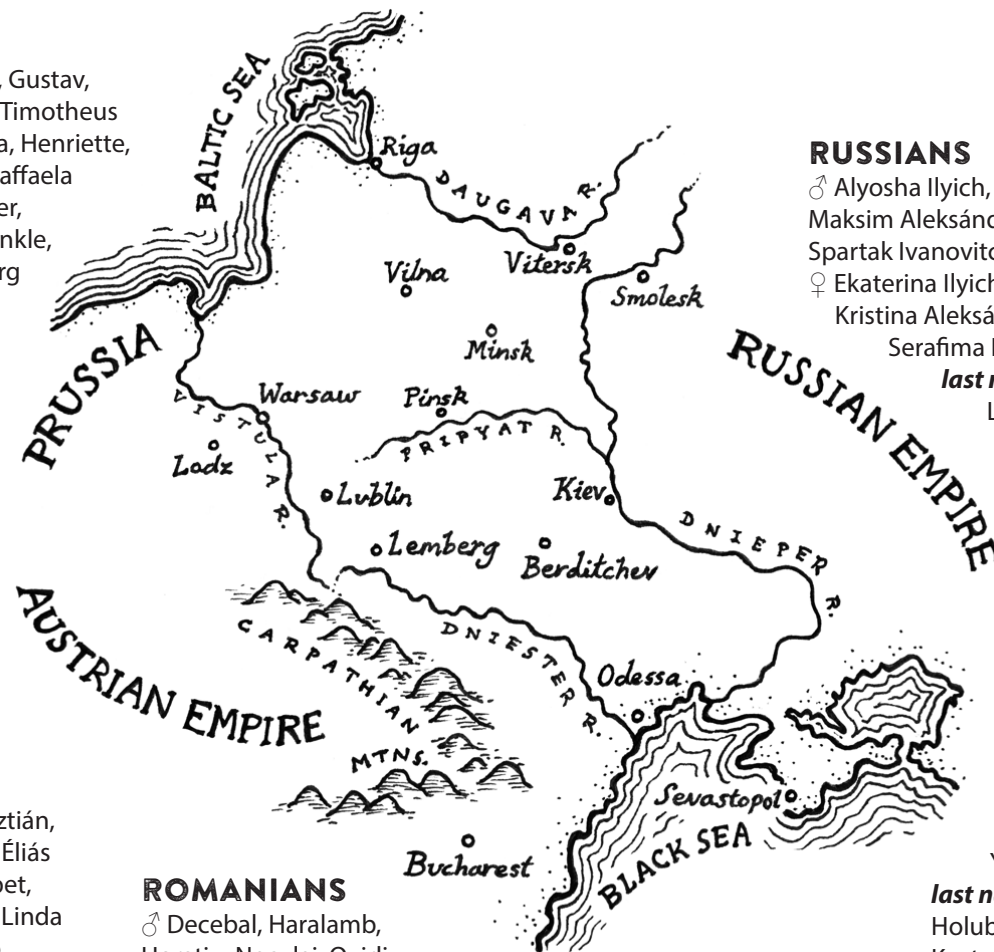 , Gustav,
Timotheus
a, Henriette,
affaela
er,
nkle,
rg
BALTIC SEA
Riga
DAUGAVA R.
Vitersk
Vilna
Smolesk
Minsk
RUSSIANS
♂ Alyosha Ilyich,
Maksim Aleksánd
Spartak Ivanovitc
♀ Ekaterina Ilyich
Kristina Aleksá
Serafima
last n
L
PRUSSIA
RUSSIAN EMPIRE
Warsaw
VISTULA R.
Lodz
Pinsk
PRIPYAT R.
Lublin
Kiev
Lemberg
Berditchev
DNIEPER R.
AUSTRIAN EMPIRE
CARPATHIAN MTNS.
DNIESTER R.
Odessa
Sevastopol
BLACK SEA
Bucharest
ztián,
Éliás
bet,
Linda
ROMANIANS
♂ Decebal, Haralamb,
last n
Holub